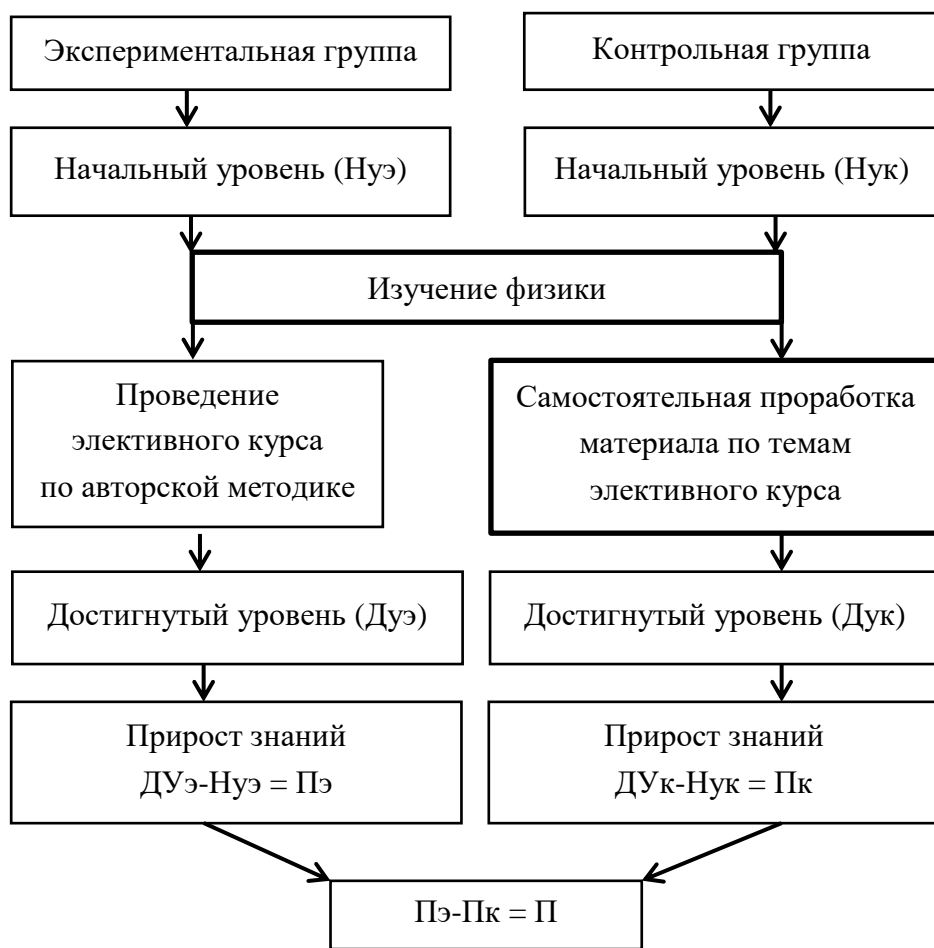 Экспериментальная группа
Контрольная группа
Начальный уровень (Нуэ)
Начальный уровень (Нук)
Изучение физики
Проведение
элективного курса
по авторской методике
Самостоятельная проработка
материала по темам
элективного курса
Достигнутый уровень (Дуэ)
Достигнутый уровень (Дук)
Прирост знаний
ДУэ-Нуэ = Пэ
Прирост знаний
ДУк-Нук = Пк
Пэ-Пк = П